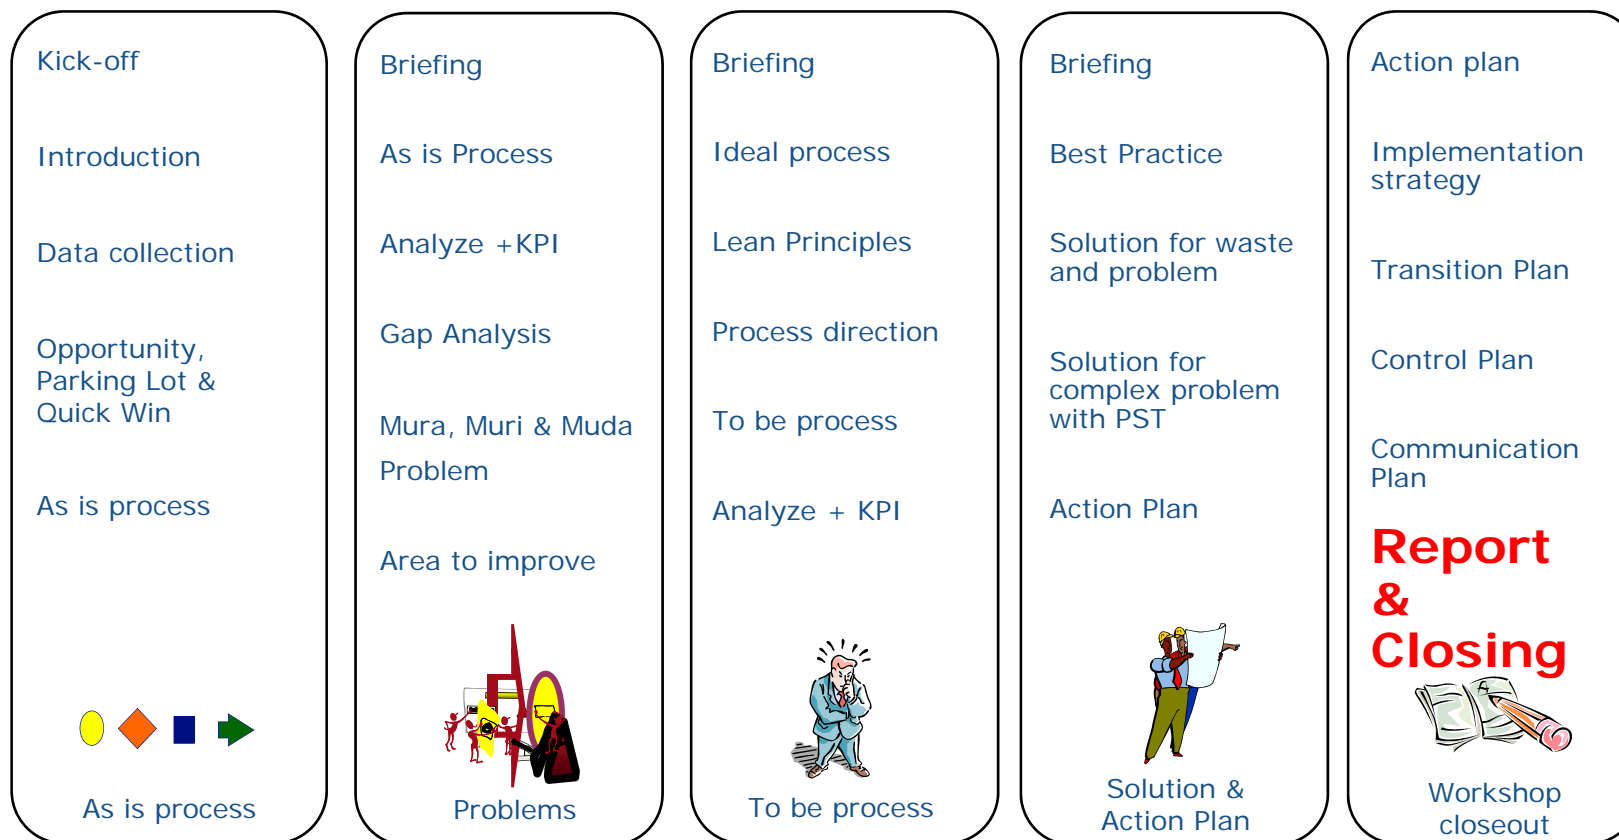 Kick-off
Introduction
Data collection
Opportunity,
Parking Lot &
Quick Win
As is process
As is process
Briefing
As is Process
Analyze +KPI
Gap Analysis
Mura, Muri & Muda
Problem
Area to improve
Problems
Briefing
Ideal process
Lean Principles
Process direction
To be process
Analyze + KPI
To be process
Briefing
Best Practice
Solution for waste
and problem
Solution for
complex problem
with PST
Action Plan
Solution &
Action Plan
Action plan
Implementation
strategy
Transition Plan
Control Plan
Communication
Plan
Report
&
Closing
Workshop
closeout